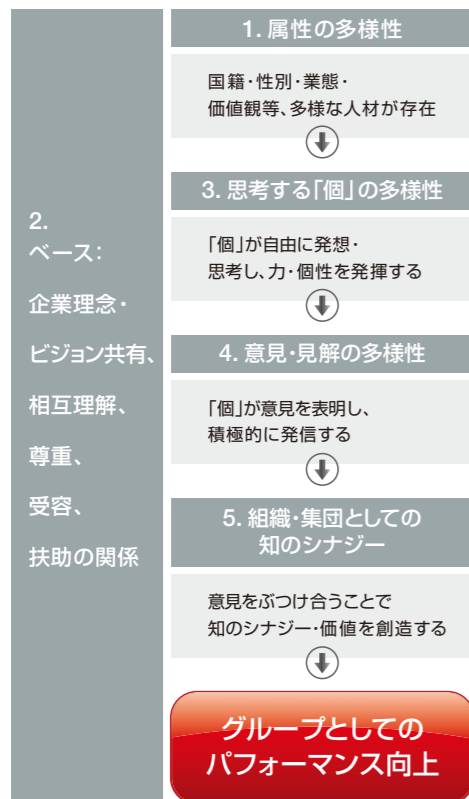 1. 属性の多様性
国籍・性別・業態・
価値観等、多様な人材が存在
2.
ベース：
企業理念・
ビジョン共有、
相互理解、
尊重、
受容、
扶助の関係
3. 思考する「個」の多様性
「個」が自由に発想・
思考し、力・個性を発揮する
4. 意見・見解の多様性
「個」が意見を表明し、
積極的に発信する
5. 組織・集団としての
知のシナジー
意見をぶつけ合うことで
知のシナジー・価値を創造する
グループとしての
パフォーマンス向上